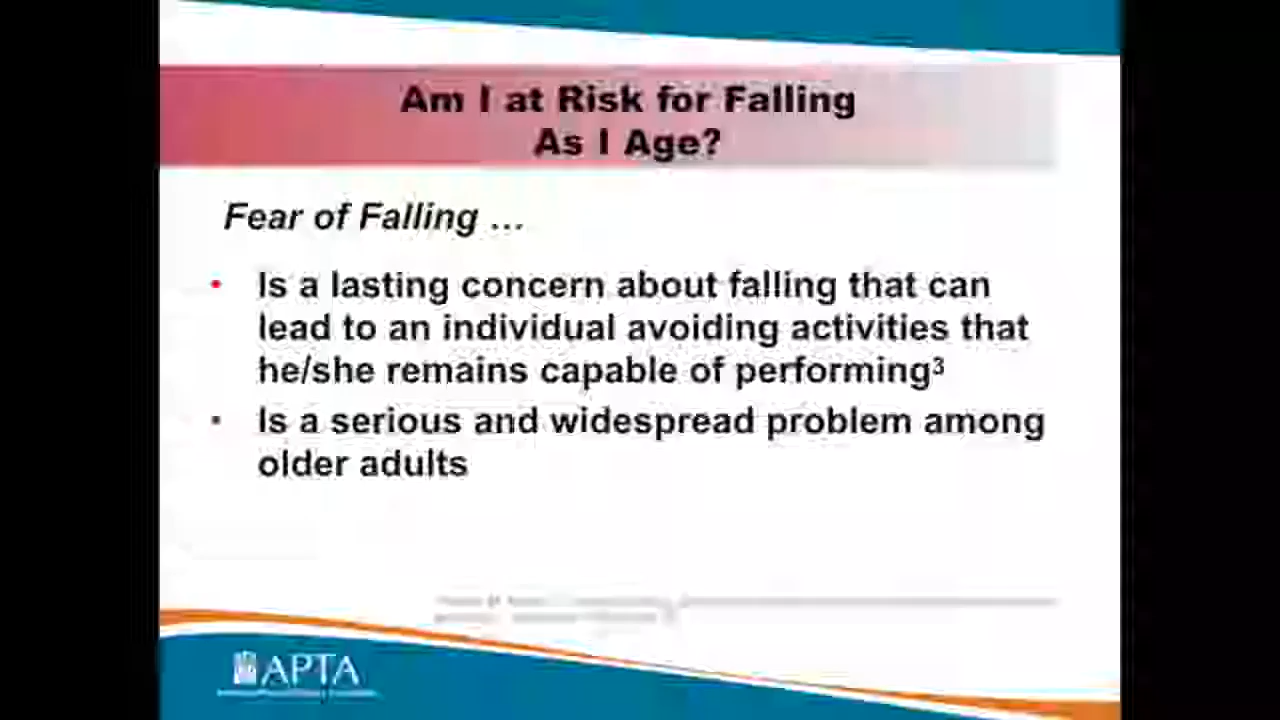 Am I at Risk for Falling
As I Age?
Fear of Falling ...
• Is a lasting concern about falling that can
lead to an individual avoiding activities that
he/she remains capable of performing³
• Is a serious and widespread problem among
older adults
APTA